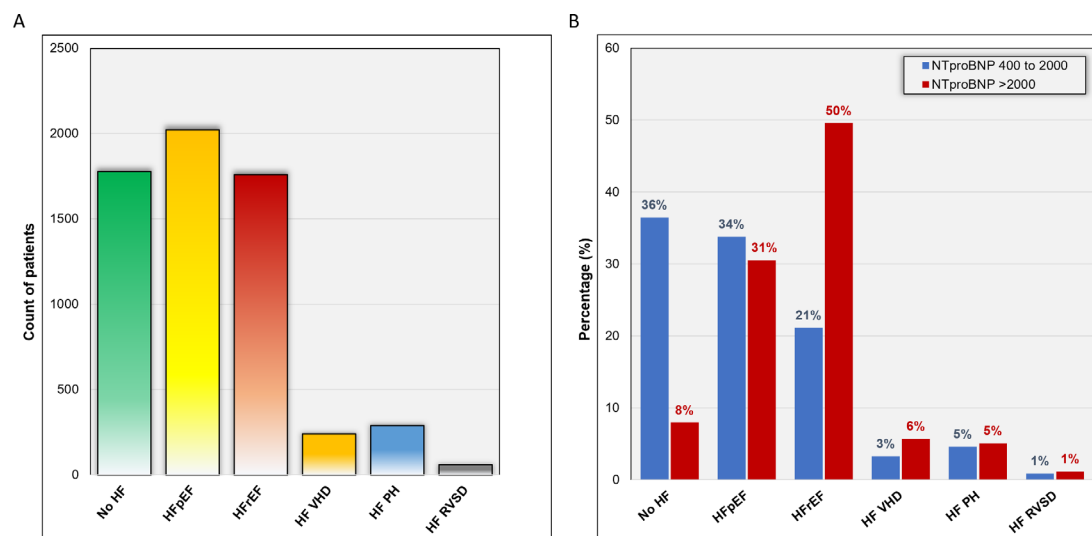 A
Count of patients
2500
2000
1500
1000
500
0
No HF
HFpEF
HFrEF
HF VHD
HF PH
HF RVSD
B
Percentage (%)
60
50
40
30
20
10
0
NTproBNP 400 to 2000
NTproBNP >2000
36%
8%
34%
31%
21%
50%
3%
6%
5%
5%
1%
1%
No HF
HFpEF
HFrEF
HF VHD
HF PH
HF RVSD